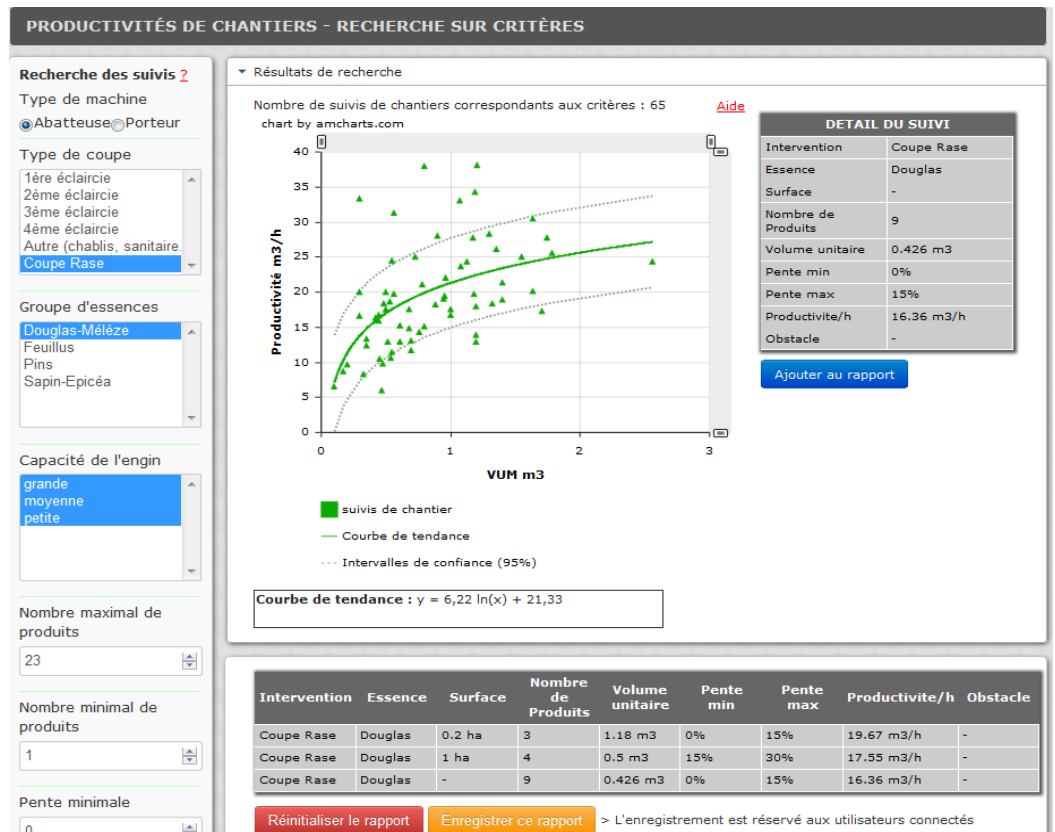 PRODUCTIVITÉS DE CHANTIERS - RECHERCHE SUR CRITÈRES
Recherche des suivis ?
Type de machine
Abatteuse Porteur
Type de coupe
1ère éclaircie
2ème éclaircie
3ème éclaircie
4ème éclaircie
Autre (chablis, sanitaire.
Coupe Rase
Groupe d'essences
Douglas-Mélèze
Feuillus
Pins
Sapin-Epicéa
Capacité de l'engin
grande
moyenne
petite
Nombre maximal de
produits
23
Nombre minimal de
produits
1
Pente minimale
0
Résultats de recherche
Nombre de suivis de chantiers correspondants aux critères : 65 Aide
chart by amcharts.com
40
35
30
25
20
15
10
5
0
Productivité m3/h
0 1 2 3
VUM m3
suivis de chantier
Courbe de tendance
Intervalles de confiance (95%)
Courbe de tendance : y = 6,22 ln(x) + 21,33
DETAIL DU SUIVI
Intervention Coupe Rase
Essence Douglas
Surface -
Nombre de
Produits 9
Volume unitaire 0.426 m3
Pente min 0%
Pente max 15%
Productivite/h 16.36 m3/h
Obstacle -
Ajouter au rapport
Intervention Essence Surface Nombre de Produits Volume unitaire Pente min Pente max Productivite/h Obstacle
Coupe Rase Douglas 0.2 ha 3 1.18 m3 0% 15% 19.67 m3/h -
Coupe Rase Douglas 1 ha 4 0.5 m3 15% 30% 17.55 m3/h -
Coupe Rase Douglas - 9 0.426 m3 0% 15% 16.36 m3/h -
Réinitialiser le rapport Enregistrer ce rapport > L'enregistrement est réservé aux utilisateurs connectés